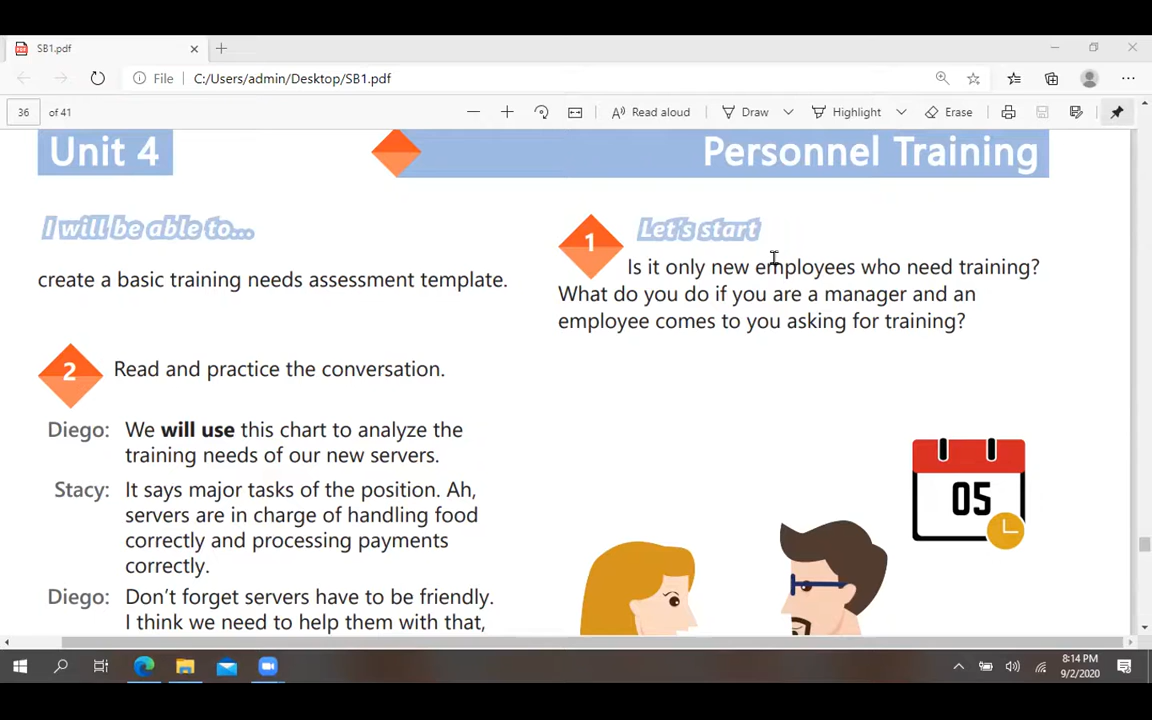 SB1.pdf
File C:/Users/admin/Desktop/SB1.pdf
36 of 41
Read aloud Draw Highlight Erase
Unit 4
Personnel Training
I will be able to...
create a basic training needs assessment template.
1
Let's start
Is it only new employees who need training?
What do you do if you are a manager and an
employee comes to you asking for training?
2
Read and practice the conversation.
Diego: We will use this chart to analyze the
training needs of our new servers.
Stacy: It says major tasks of the position. Ah,
servers are in charge of handling food
correctly and processing payments
correctly.
Diego: Don't forget servers have to be friendly.
I think we need to help them with that,
05
8:14 PM
9/2/2020